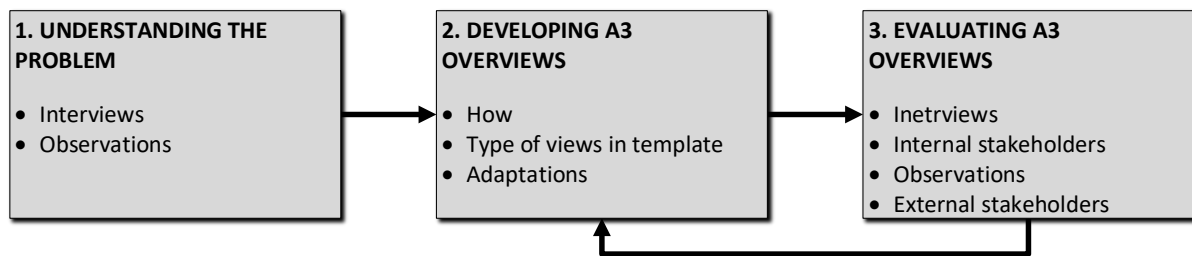 1. UNDERSTANDING THE
PROBLEM
• Interviews
• Observations
2. DEVELOPING A3
OVERVIEWS
• How
• Type of views in template
• Adaptations
3. EVALUATING A3
OVERVIEWS
• Inetrviews
• Internal stakeholders
• Observations
• External stakeholders